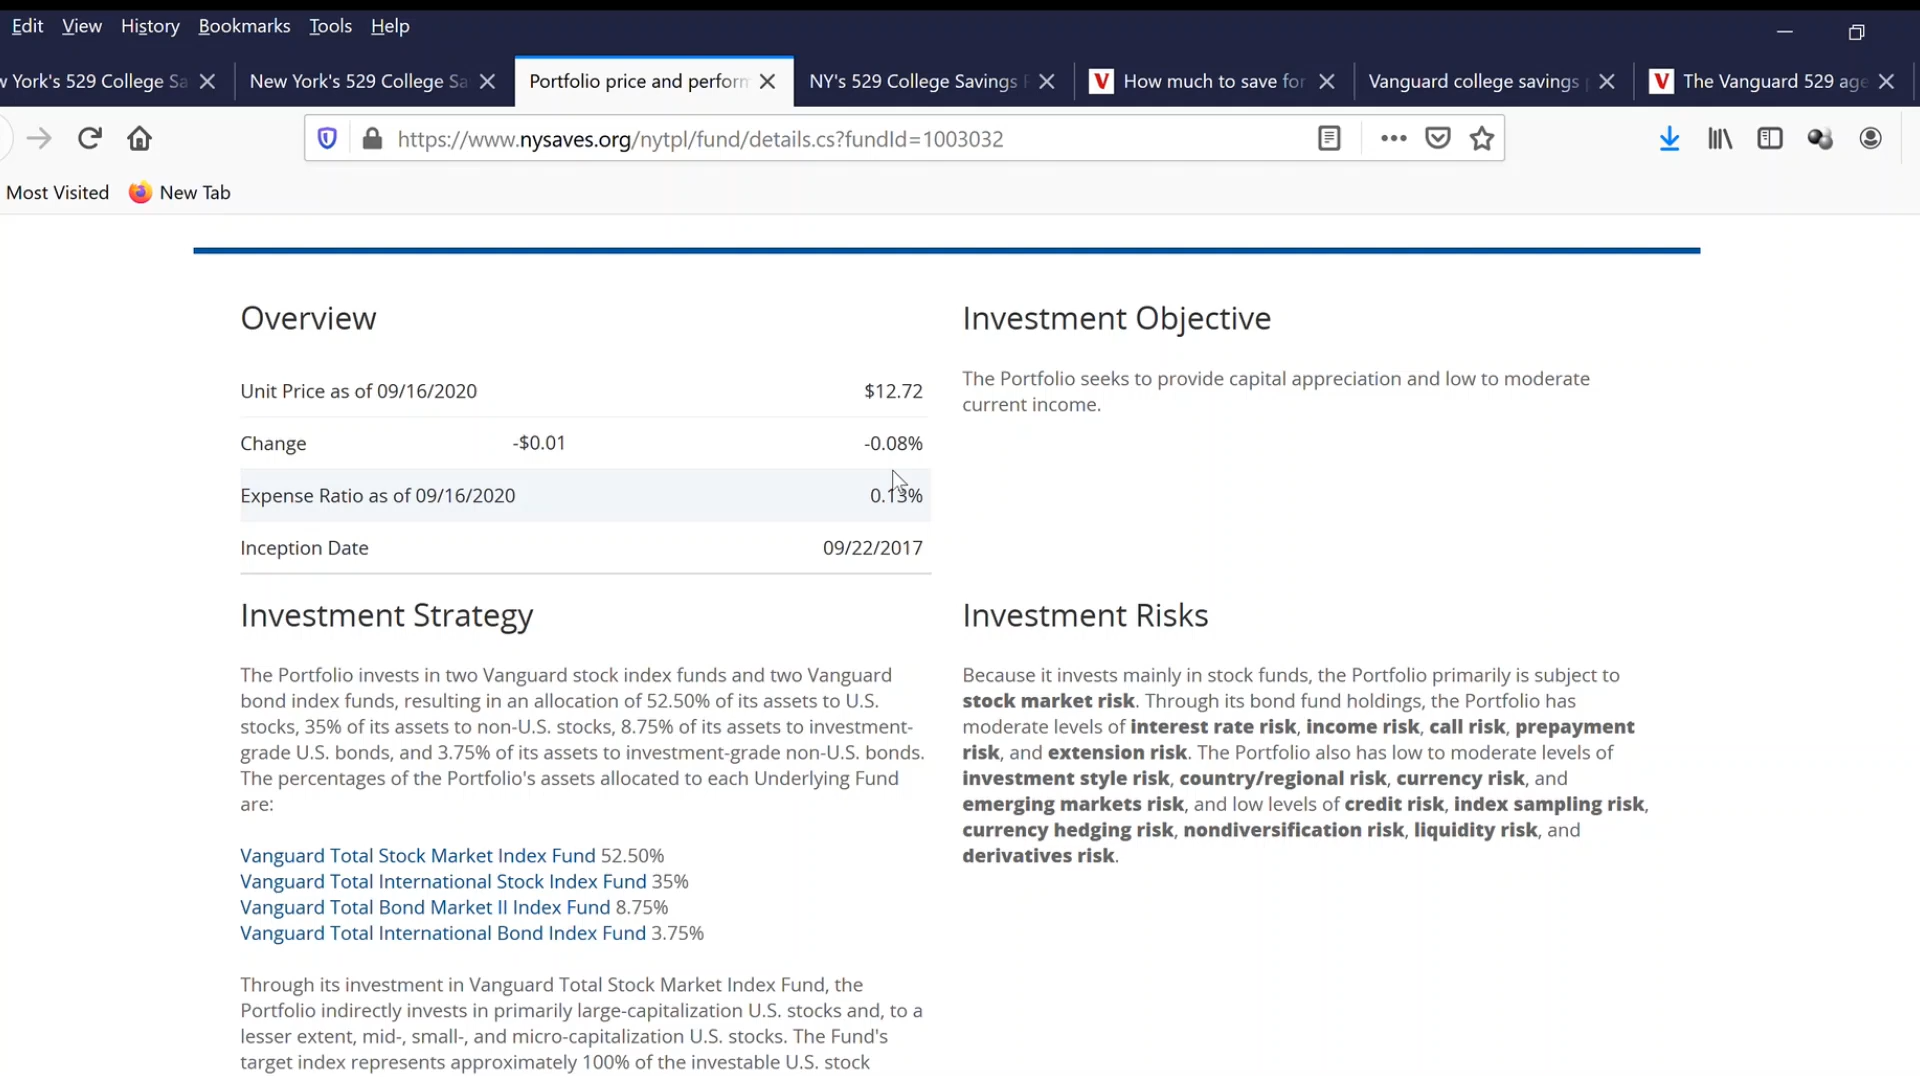 Edit View History Bookmarks Tools Help
w York's 529 College Sa New York's 529 College Sa Portfolio price and perform NY's 529 College Savings How much to save for Vanguard college savings The Vanguard 529 age
https://www.nysaves.org/nytpl/fund/details.cs?fundId=1003032
Most Visited New Tab
Overview
Unit Price as of 09/16/2020 $12.72
Change -$0.01 -0.08%
Expense Ratio as of 09/16/2020 0.13%
Inception Date 09/22/2017
Investment Objective
The Portfolio seeks to provide capital appreciation and low to moderate
current income.
Investment Strategy
The Portfolio invests in two Vanguard stock index funds and two Vanguard
bond index funds, resulting in an allocation of 52.50% of its assets to U.S.
stocks, 35% of its assets to non-U.S. stocks, 8.75% of its assets to investment-
grade U.S. bonds, and 3.75% of its assets to investment-grade non-U.S. bonds.
The percentages of the Portfolio's assets allocated to each Underlying Fund
are:
Vanguard Total Stock Market Index Fund 52.50%
Vanguard Total International Stock Index Fund 35%
Vanguard Total Bond Market II Index Fund 8.75%
Vanguard Total International Bond Index Fund 3.75%
Through its investment in Vanguard Total Stock Market Index Fund, the
Portfolio indirectly invests in primarily large-capitalization U.S. stocks and, to a
lesser extent, mid-, small-, and micro-capitalization U.S. stocks. The Fund's
target index represents approximately 100% of the investable U.S. stock
Investment Risks
Because it invests mainly in stock funds, the Portfolio primarily is subject to
stock market risk. Through its bond fund holdings, the Portfolio has
moderate levels of interest rate risk, income risk, call risk, prepayment
risk, and extension risk. The Portfolio also has low to moderate levels of
investment style risk, country/regional risk, currency risk, and
emerging markets risk, and low levels of credit risk, index sampling risk,
currency hedging risk, nondiversification risk, liquidity risk, and
derivatives risk.